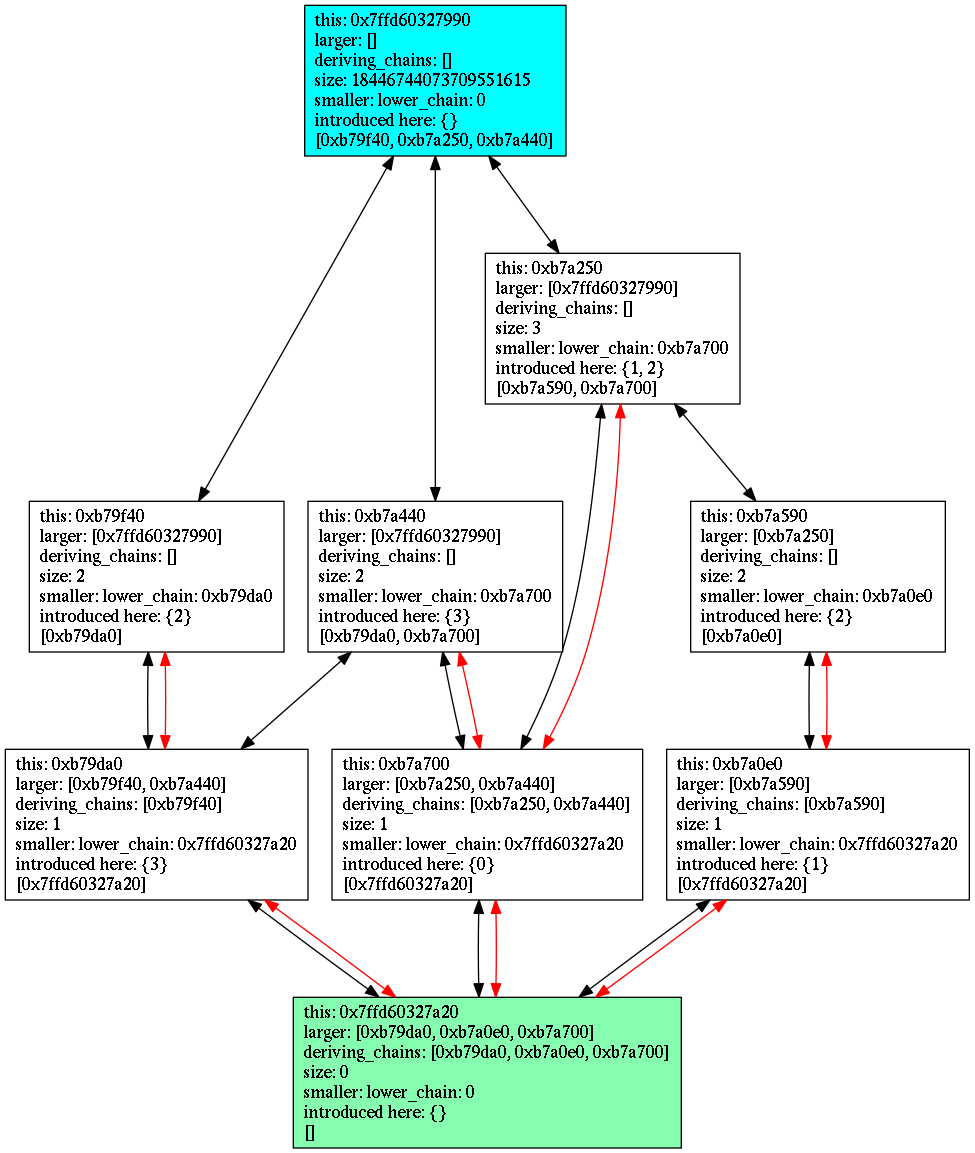 this: 0x7ffd60327990
larger: []
deriving_chains: []
size: 18446744073709551615
smaller: lower_chain: 0
introduced here: {}
[0xb79f40, 0xb7a250, 0xb7a440]
this: 0xb7a250
larger: [0x7ffd60327990]
deriving_chains: []
size: 3
smaller: lower_chain: 0xb7a700
introduced here: {1, 2}
[0xb7a590, 0xb7a700]
this: 0xb79f40
larger: [0x7ffd60327990]
deriving_chains: []
size: 2
smaller: lower_chain: 0xb79da0
introduced here: {2}
[0xb79da0]
this: 0xb7a440
larger: [0x7ffd60327990]
deriving_chains: []
size: 2
smaller: lower_chain: 0xb7a700
introduced here: {3}
[0xb79da0, 0xb7a700]
this: 0xb7a590
larger: [0xb7a250]
deriving_chains: []
size: 2
smaller: lower_chain: 0xb7a0e0
introduced here: {2}
[0xb7a0e0]
this: 0xb79da0
larger: [0xb79f40, 0xb7a440]
deriving_chains: [0xb79f40]
size: 1
smaller: lower_chain: 0x7ffd60327a20
introduced here: {3}
[0x7ffd60327a20]
this: 0xb7a700
larger: [0xb7a250, 0xb7a440]
deriving_chains: [0xb7a250, 0xb7a440]
size: 1
smaller: lower_chain: 0x7ffd60327a20
introduced here: {0}
[0x7ffd60327a20]
this: 0xb7a0e0
larger: [0xb7a590]
deriving_chains: [0xb7a590]
size: 1
smaller: lower_chain: 0x7ffd60327a20
introduced here: {1}
[0x7ffd60327a20]
this: 0x7ffd60327a20
larger: [0xb79da0, 0xb7a0e0, 0xb7a700]
deriving_chains: [0xb79da0, 0xb7a0e0, 0xb7a700]
size: 0
smaller: lower_chain: 0
introduced here: {}
[]